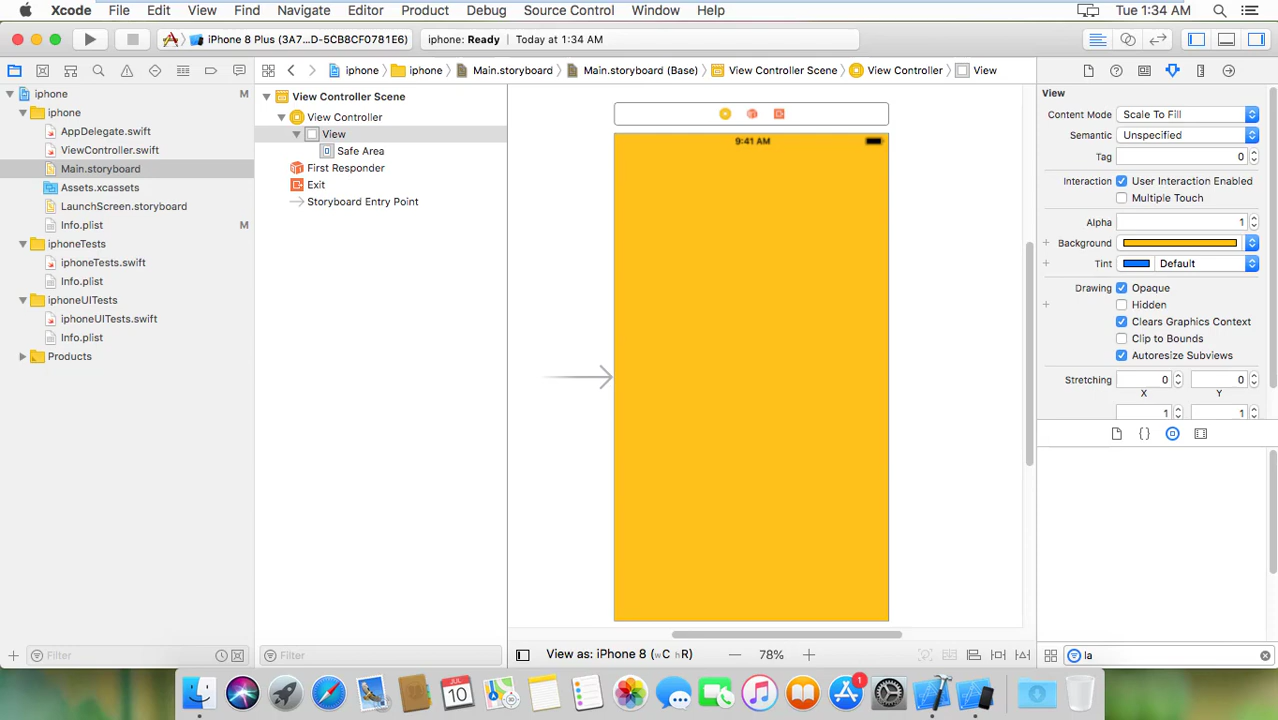 Xcode File Edit View Find Navigate Editor Product Debug Source Control Window Help Tue 1:34 AM
iPhone 8 Plus (3A7...D-5CB8CF0781E6) iphone: Ready Today at 1:34 AM
iphone iphone Main.storyboard Main.storyboard (Base) View Controller Scene View Controller View
iphone M
iphone
AppDelegate.swift
ViewController.swift
Main.storyboard
Assets.xcassets
LaunchScreen.storyboard
Info.plist M
iphoneTests
iphoneTests.swift
Info.plist
iphoneUITests
iphoneUITests.swift
Info.plist
Products
Filter
View Controller Scene
View Controller
View
Safe Area
First Responder
Exit
Storyboard Entry Point
Filter
9:41 AM
View as: iPhone 8 (wC hR) 78%
View
Content Mode Scale To Fill
Semantic Unspecified
Tag 0
Interaction User Interaction Enabled
Multiple Touch
Alpha 1
Background
Tint Default
Drawing Opaque
Hidden
Clears Graphics Context
Clip to Bounds
Autoresize Subviews
Stretching 0 0
X Y
1 1
la
JUL
10
3D
1